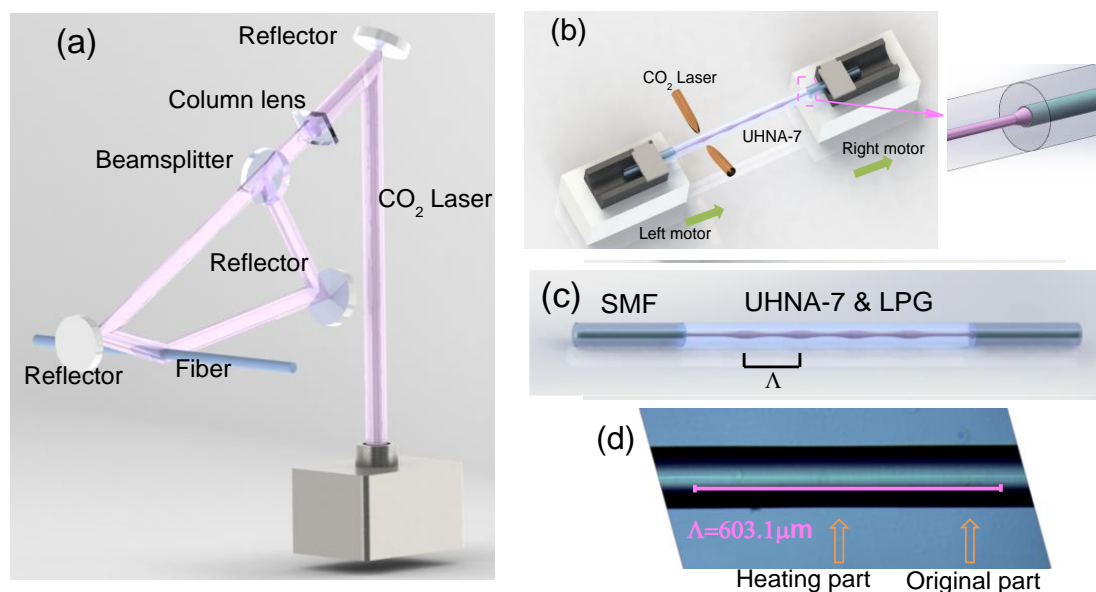 (a)
Reflector
Column lens
Beamsplitter
CO₂ Laser
Reflector
Reflector
Fiber
(b)
CO₂ Laser
UHNA-7
Right motor
Left motor
(c)
SMF
UHNA-7 & LPG
Λ
(d)
Λ=603.1μm
Heating part
Original part